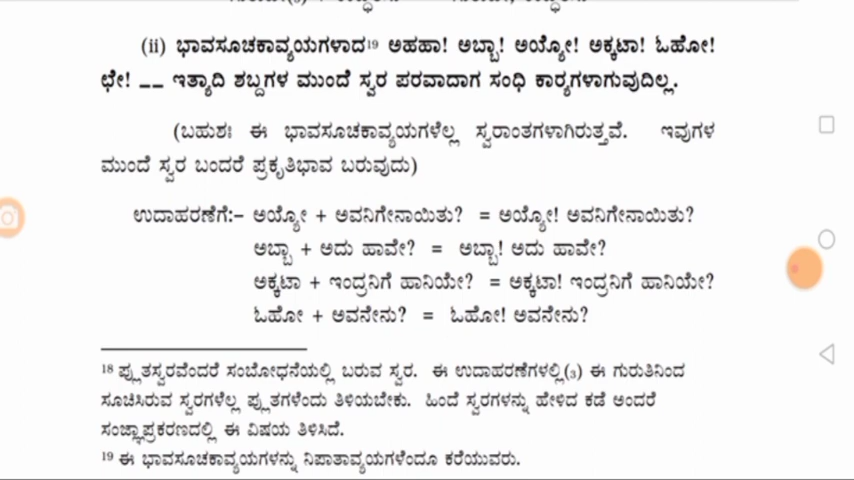 (ii) ಭಾವಸೂಚಕಾವ್ಯಯಗಳಾದ¹⁹ ಅಹಹಾ! ಅಬ್ಬಾ! ಅಯ್ಯೋ! ಅಕ್ಕಟಾ! ಓಹೋ!
ಛೇ! __ ಇತ್ಯಾದಿ ಶಬ್ದಗಳ ಮುಂದೆ ಸ್ವರ ಪರವಾದಾಗ ಸಂಧಿ ಕಾರ‍್ಯಗಳಾಗುವುದಿಲ್ಲ.
(ಬಹುಶಃ ಈ ಭಾವಸೂಚಕಾವ್ಯಯಗಳೆಲ್ಲ ಸ್ವರಾಂತಗಳಾಗಿರುತ್ತವೆ. ಇವುಗಳ
ಮುಂದೆ ಸ್ವರ ಬಂದರೆ ಪ್ರಕೃತಿಭಾವ ಬರುವುದು)
ಉದಾಹರಣೆಗೆ:- ಅಯ್ಯೋ + ಅವನಿಗೇನಾಯಿತು? = ಅಯ್ಯೋ! ಅವನಿಗೇನಾಯಿತು?
ಅಬ್ಬಾ + ಅದು ಹಾವೇ? = ಅಬ್ಬಾ! ಅದು ಹಾವೇ?
ಅಕ್ಕಟಾ + ಇಂದ್ರನಿಗೆ ಹಾನಿಯೇ? = ಅಕ್ಕಟಾ! ಇಂದ್ರನಿಗೆ ಹಾನಿಯೇ?
ಓಹೋ + ಅವನೇನು? = ಓಹೋ! ಅವನೇನು?
¹⁸ ಪ್ಲುತಸ್ವರವೆಂದರೆ ಸಂಬೋಧನೆಯಲ್ಲಿ ಬರುವ ಸ್ವರ. ಈ ಉದಾಹರಣೆಗಳಲ್ಲಿ(೩) ಈ ಗುರುತಿನಿಂದ
ಸೂಚಿಸಿರುವ ಸ್ವರಗಳೆಲ್ಲ ಪ್ಲುತಗಳೆಂದು ತಿಳಿಯಬೇಕು. ಹಿಂದೆ ಸ್ವರಗಳನ್ನು ಹೇಳಿದ ಕಡೆ ಅಂದರೆ
ಸಂಜ್ಞಾಪ್ರಕರಣದಲ್ಲಿ ಈ ವಿಷಯ ತಿಳಿಸಿದೆ.
¹⁹ ಈ ಭಾವಸೂಚಕಾವ್ಯಯಗಳನ್ನು ನಿಪಾತಾವ್ಯಯಗಳೆಂದೂ ಕರೆಯುವರು.